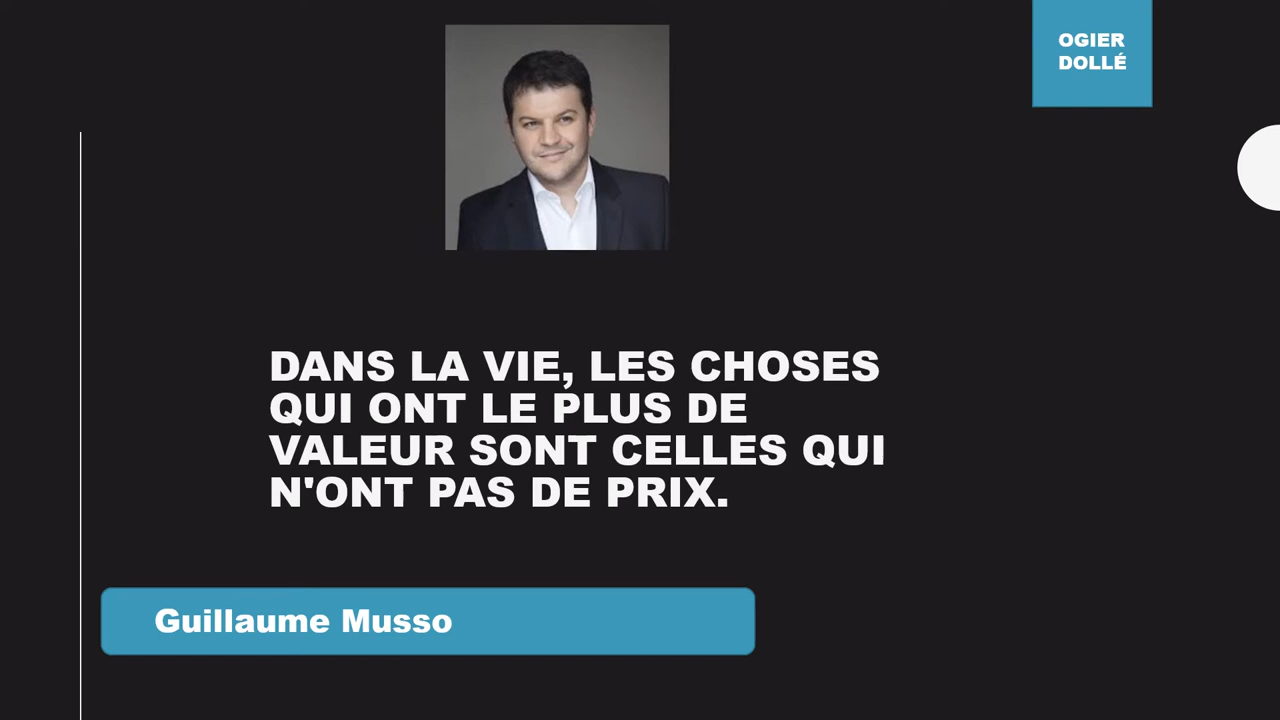 OGIER
DOLLÉ
DANS LA VIE, LES CHOSES
QUI ONT LE PLUS DE
VALEUR SONT CELLES QUI
N'ONT PAS DE PRIX.
Guillaume Musso